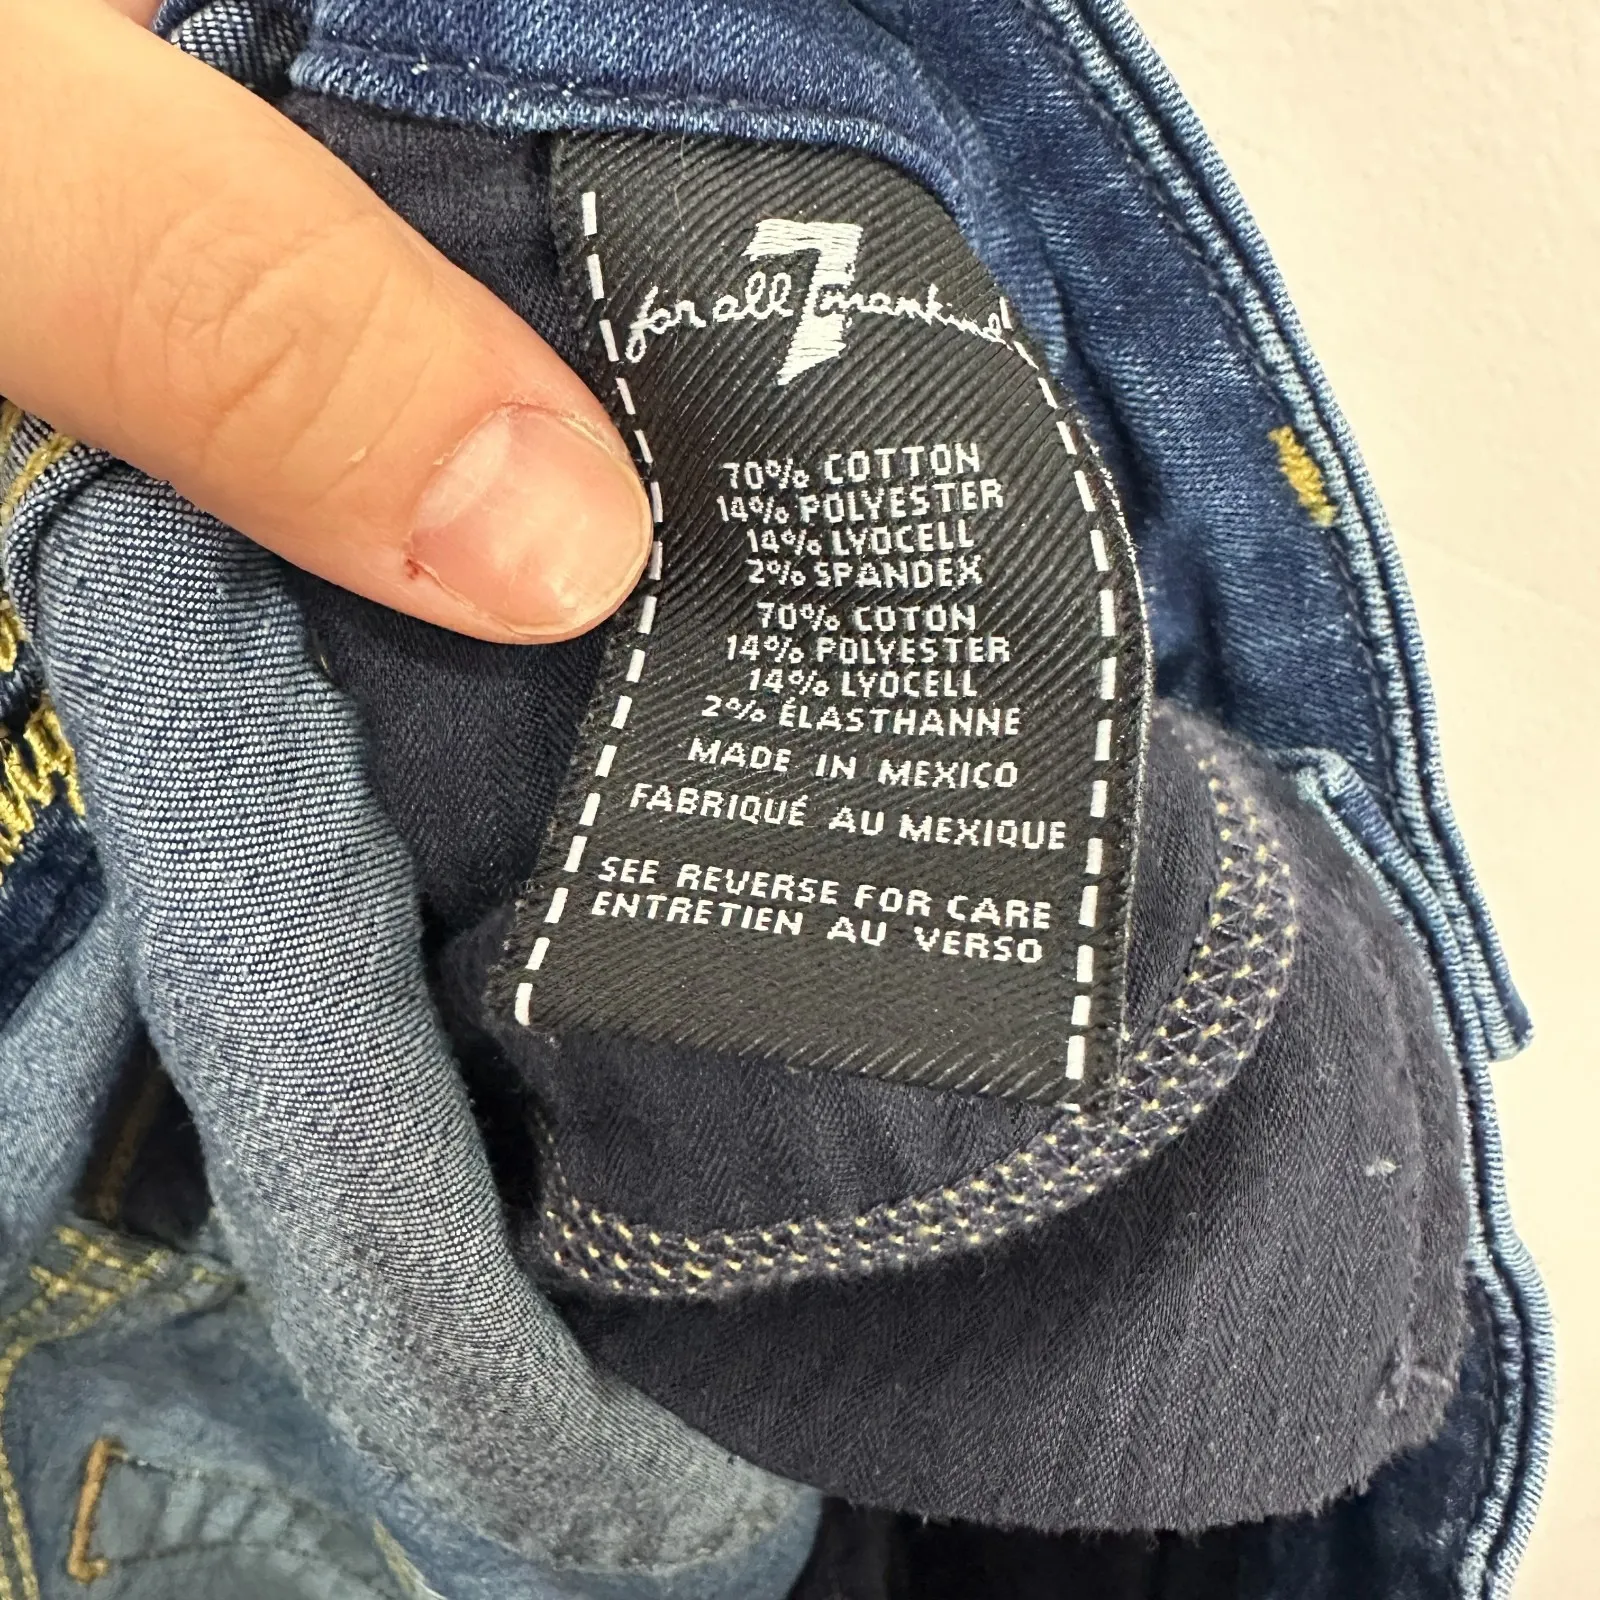 7
for all mankind
70% COTTON
14% POLYESTER
14% LYOCELL
2% SPANDEX
70% COTON
14% POLYESTER
14% LYOCELL
2% ÉLASTHANNE
MADE IN MEXICO
FABRIQUÉ AU MEXIQUE
SEE REVERSE FOR CARE
ENTRETIEN AU VERSO